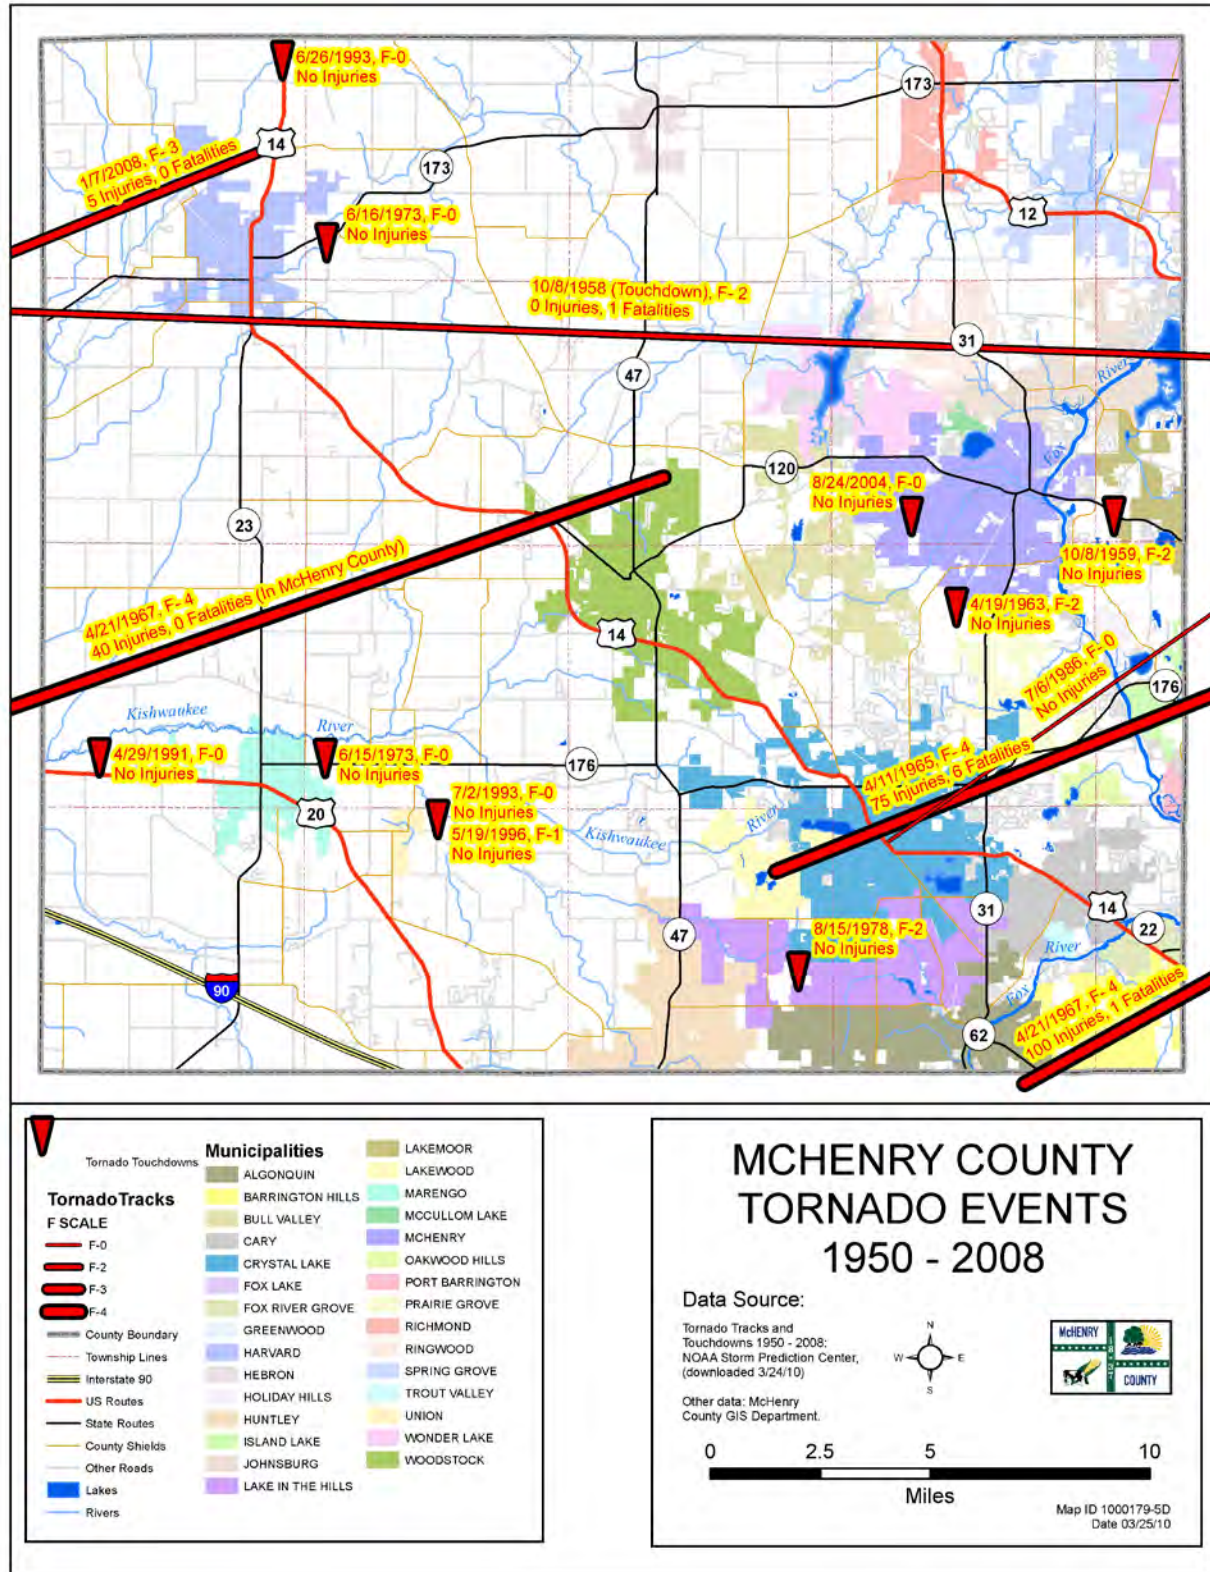 6/26/1993, F-0
No Injuries
173
14
1/7/2008, F- 3
5 Injuries, 0 Fatalities
173
6/16/1973, F-0
No Injuries
12
10/8/1958 (Touchdown), F- 2
0 Injuries, 1 Fatalities
31
47
River
Fox
120
8/24/2004, F-0
No Injuries
23
10/8/1959, F-2
No Injuries
4/21/1967, F- 4
40 Injuries, 0 Fatalities (In McHenry County)
4/19/1963, F-2
No Injuries
14
7/6/1986, F- 0
No Injuries
176
Kishwaukee
River
4/29/1991, F-0
No Injuries
6/15/1973, F-0
No Injuries
176
4/11/1965, F- 4
75 Injuries, 6 Fatalities
7/2/1993, F-0
No Injuries
5/19/1996, F-1
No Injuries
20
Kishwaukee
River
47
31
14
22
8/15/1978, F-2
No Injuries
River
Fox
90
62
4/21/1967, F- 4
100 Injuries, 1 Fatalities
Tornado Touchdowns
Tornado Tracks
F SCALE
F-0
F-2
F-3
F-4
County Boundary
Township Lines
Interstate 90
US Routes
State Routes
County Shields
Other Roads
Lakes
Rivers
Municipalities
ALGONQUIN
BARRINGTON HILLS
BULL VALLEY
CARY
CRYSTAL LAKE
FOX LAKE
FOX RIVER GROVE
GREENWOOD
HARVARD
HEBRON
HOLIDAY HILLS
HUNTLEY
ISLAND LAKE
JOHNSBURG
LAKE IN THE HILLS
LAKEMOOR
LAKEWOOD
MARENGO
MCCULLOM LAKE
MCHENRY
OAKWOOD HILLS
PORT BARRINGTON
PRAIRIE GROVE
RICHMOND
RINGWOOD
SPRING GROVE
TROUT VALLEY
UNION
WONDER LAKE
WOODSTOCK
MCHENRY COUNTY
TORNADO EVENTS
1950 - 2008
Data Source:
Tornado Tracks and
Touchdowns 1950 - 2008:
NOAA Storm Prediction Center,
(downloaded 3/24/10)
Other data: McHenry
County GIS Department.
N
W E
S
McHENRY
COUNTY
0 2.5 5 10
Miles
Map ID 1000179-5D
Date 03/25/10